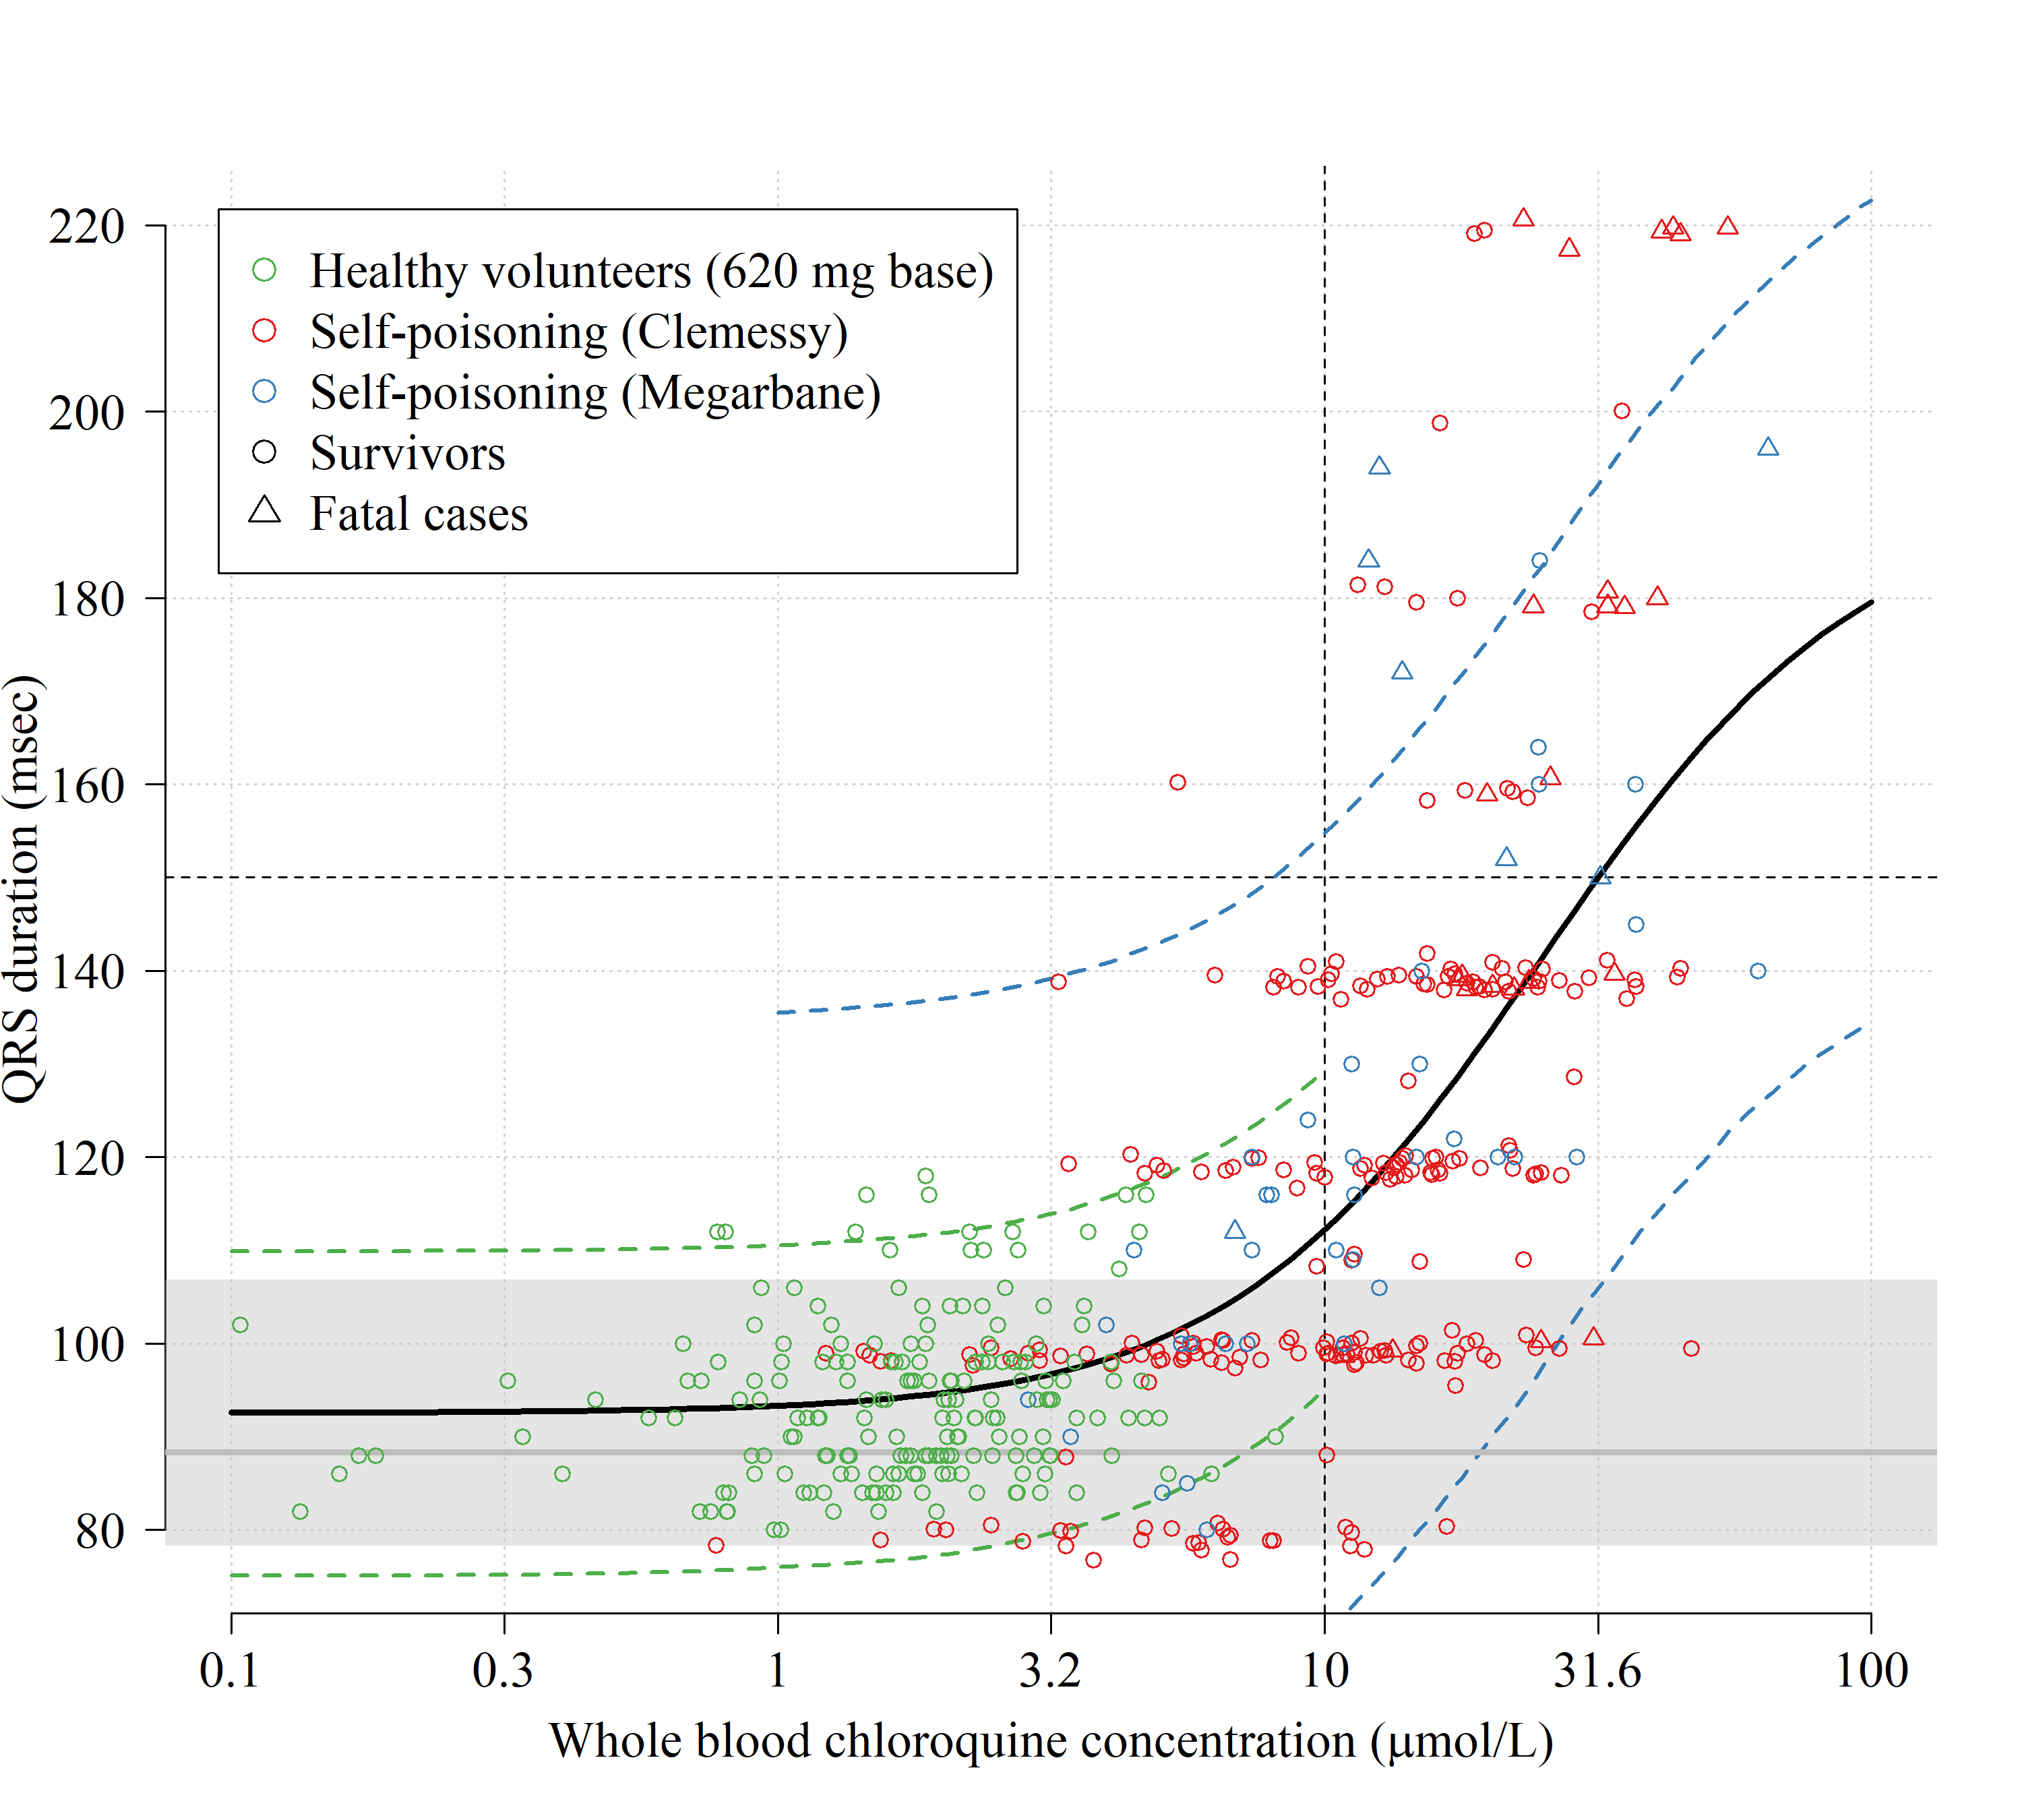 Healthy volunteers (620 mg base)
Self-poisoning (Clemessy)
Self-poisoning (Megarbane)
Survivors
Fatal cases
QRS duration (msec)
220
200
180
160
140
120
100
80
0.1 0.3 1 3.2 10 31.6 100
Whole blood chloroquine concentration (μmol/L)